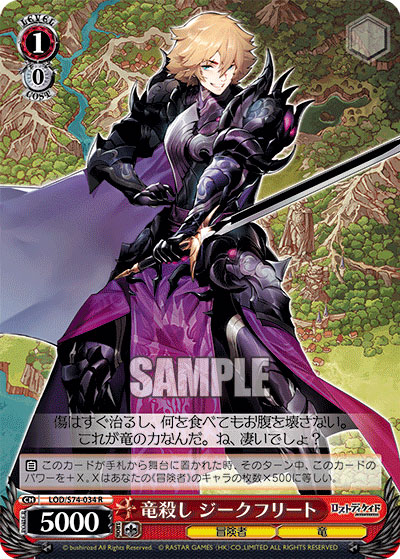 LEVEL
1
0
COST
SAMPLE
傷はすぐ治るし、何を食べてもお腹を壊さない。
これが竜の力なんだ。ね、凄いでしょ？
自 このカードが手札から舞台に置かれた時、そのターン中、このカードの
パワーを＋X。Xはあなたの《冒険者》のキャラの枚数×500に等しい。
CH LOD/S74-034 R
5000
竜殺し ジークフリート
ロストディケイド
冒険者 竜
© bushiroad All Rights Reserved. © RASTAR GAMES (HK) CO.,LIMITED ALL RIGHTS RESERVED.